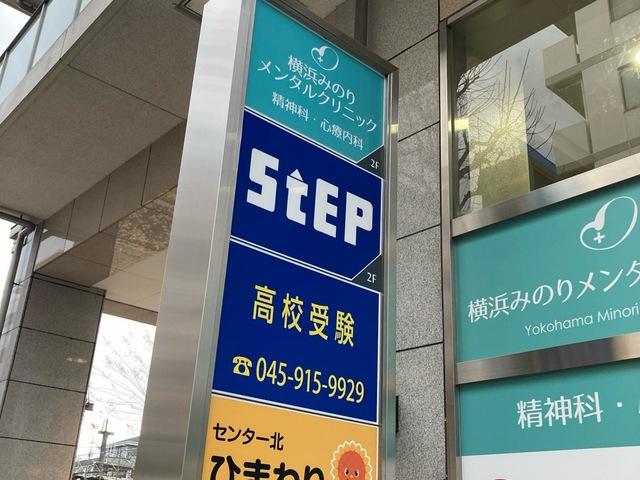 横浜みのり
メンタルクリニック
精神科・心療内科
2F
StEP
2F
高校受験
☎045-915-9929
センター北
ひまわり
横浜みのりメンタ
Yokohama Minori
精神科・